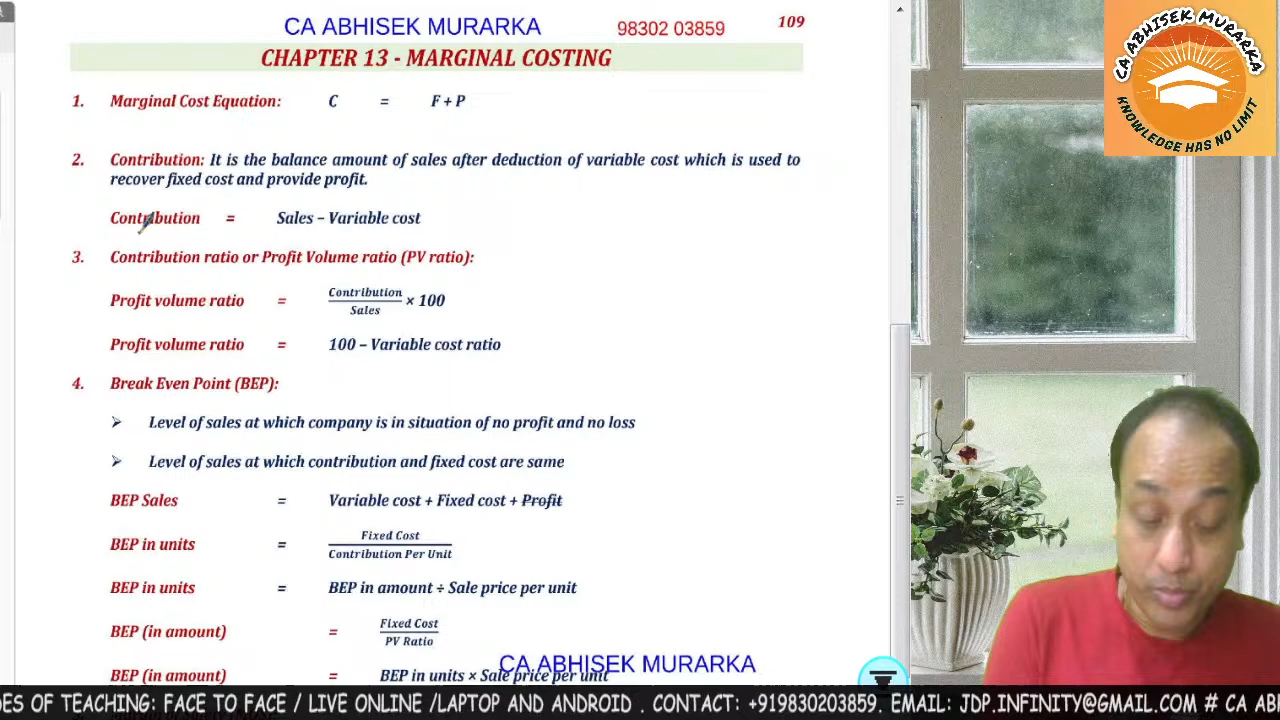 CA ABHISEK MURARKA 98302 03859 109
CHAPTER 13 - MARGINAL COSTING
1. Marginal Cost Equation: C = F + P
2. Contribution: It is the balance amount of sales after deduction of variable cost which is used to
recover fixed cost and provide profit.
Contribution = Sales – Variable cost
3. Contribution ratio or Profit Volume ratio (PV ratio):
Profit volume ratio = Contribution / Sales × 100
Profit volume ratio = 100 – Variable cost ratio
4. Break Even Point (BEP):
➢ Level of sales at which company is in situation of no profit and no loss
➢ Level of sales at which contribution and fixed cost are same
BEP Sales = Variable cost + Fixed cost + Profit
BEP in units = Fixed Cost / Contribution Per Unit
BEP in units = BEP in amount ÷ Sale price per unit
BEP (in amount) = Fixed Cost / PV Ratio
CA ABHISEK MURARKA
BEP (in amount) = BEP in units × Sale price per unit
DES OF TEACHING: FACE TO FACE / LIVE ONLINE /LAPTOP AND ANDROID . CONTACT: +919830203859. EMAIL: JDP.INFINITY@GMAIL.COM # CA ABH
CA ABHISEK MURARKA
KNOWLEDGE HAS NO LIMIT